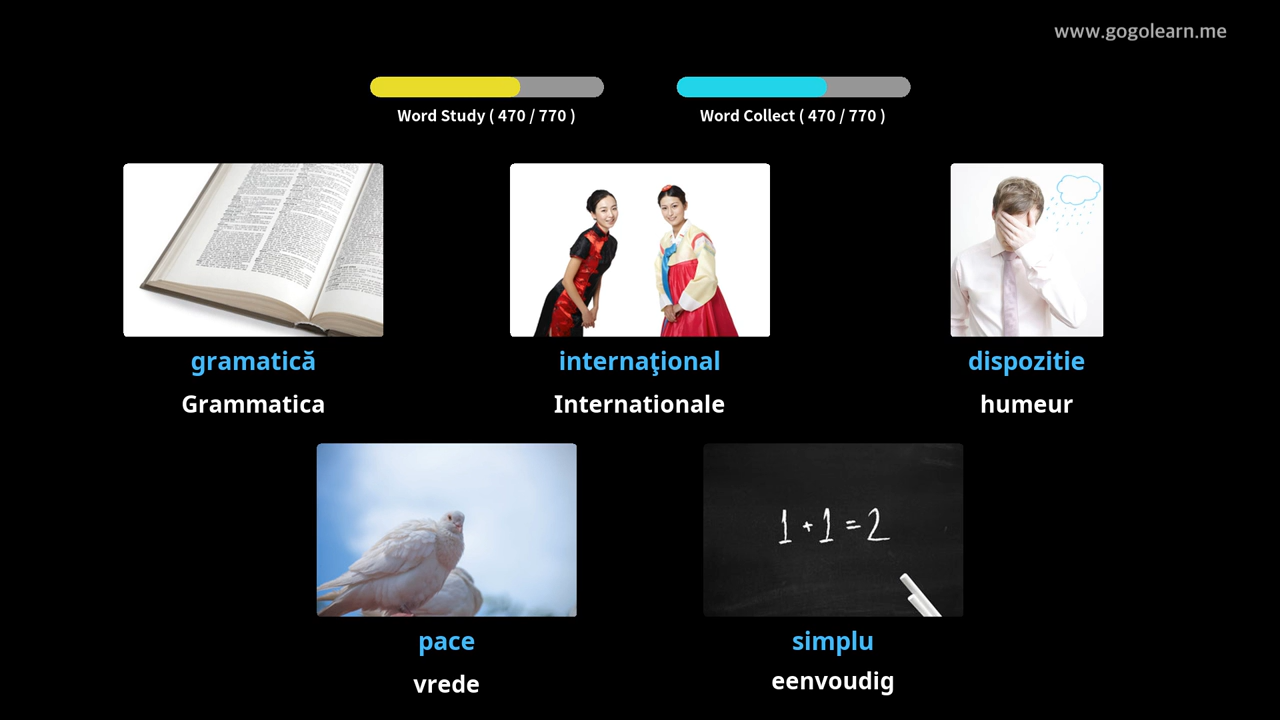 www.gogolearn.me
Word Study ( 470 / 770 )
Word Collect ( 470 / 770 )
gramatică
Grammatica
internaţional
Internationale
dispozitie
humeur
1 + 1 = 2
pace
vrede
simplu
eenvoudig